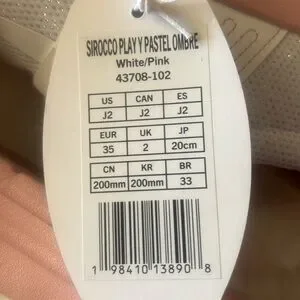 SIROCCO PLAY Y PASTEL OMBRE
White/Pink
43708-102
US CAN ES
J2 J2 J2
EUR UK JP
35 2 20cm
CN KR BR
200mm 200mm 33
1 98410 13890 8